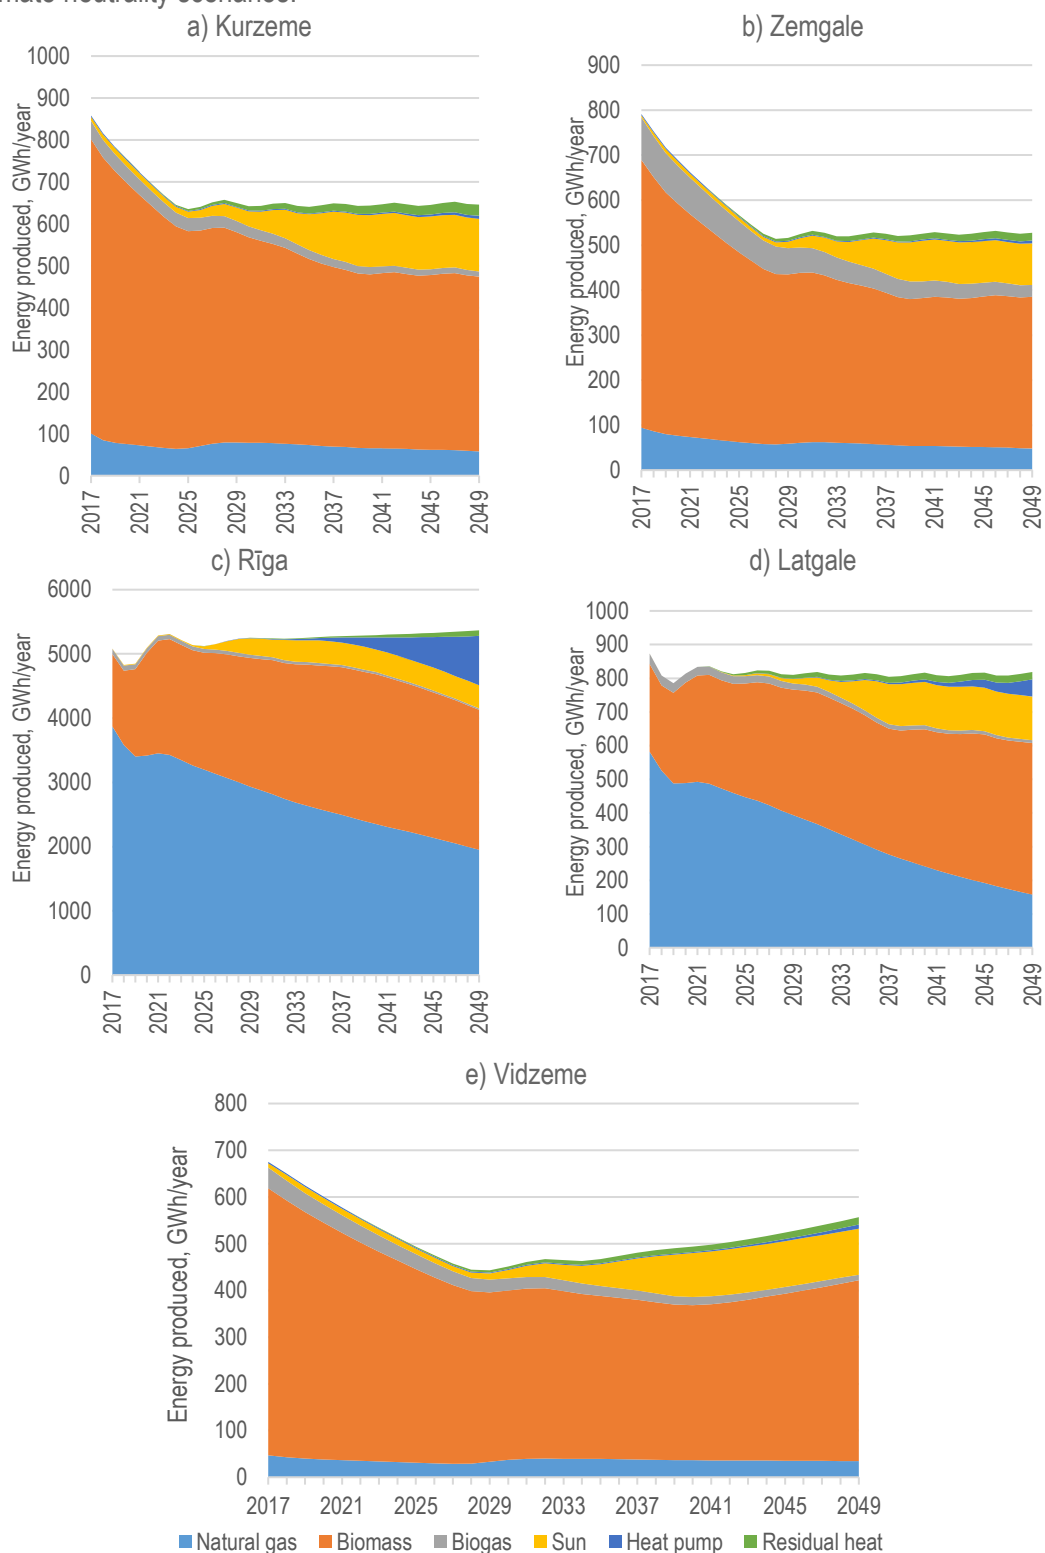 mate neutrality scenario.
a) Kurzeme
Energy produced, GWh/year
1000
900
800
700
600
500
400
300
200
100
0
2017 2021 2025 2029 2033 2037 2041 2045 2049
b) Zemgale
Energy produced, GWh/year
900
800
700
600
500
400
300
200
100
0
2017 2021 2025 2029 2033 2037 2041 2045 2049
c) Rīga
Energy produced, GWh/year
6000
5000
4000
3000
2000
1000
0
2017 2021 2025 2029 2033 2037 2041 2045 2049
d) Latgale
Energy produced, GWh/year
1000
900
800
700
600
500
400
300
200
100
0
2017 2021 2025 2029 2033 2037 2041 2045 2049
e) Vidzeme
Energy produced, GWh/year
800
700
600
500
400
300
200
100
0
2017 2021 2025 2029 2033 2037 2041 2045 2049
Natural gas Biomass Biogas Sun Heat pump Residual heat